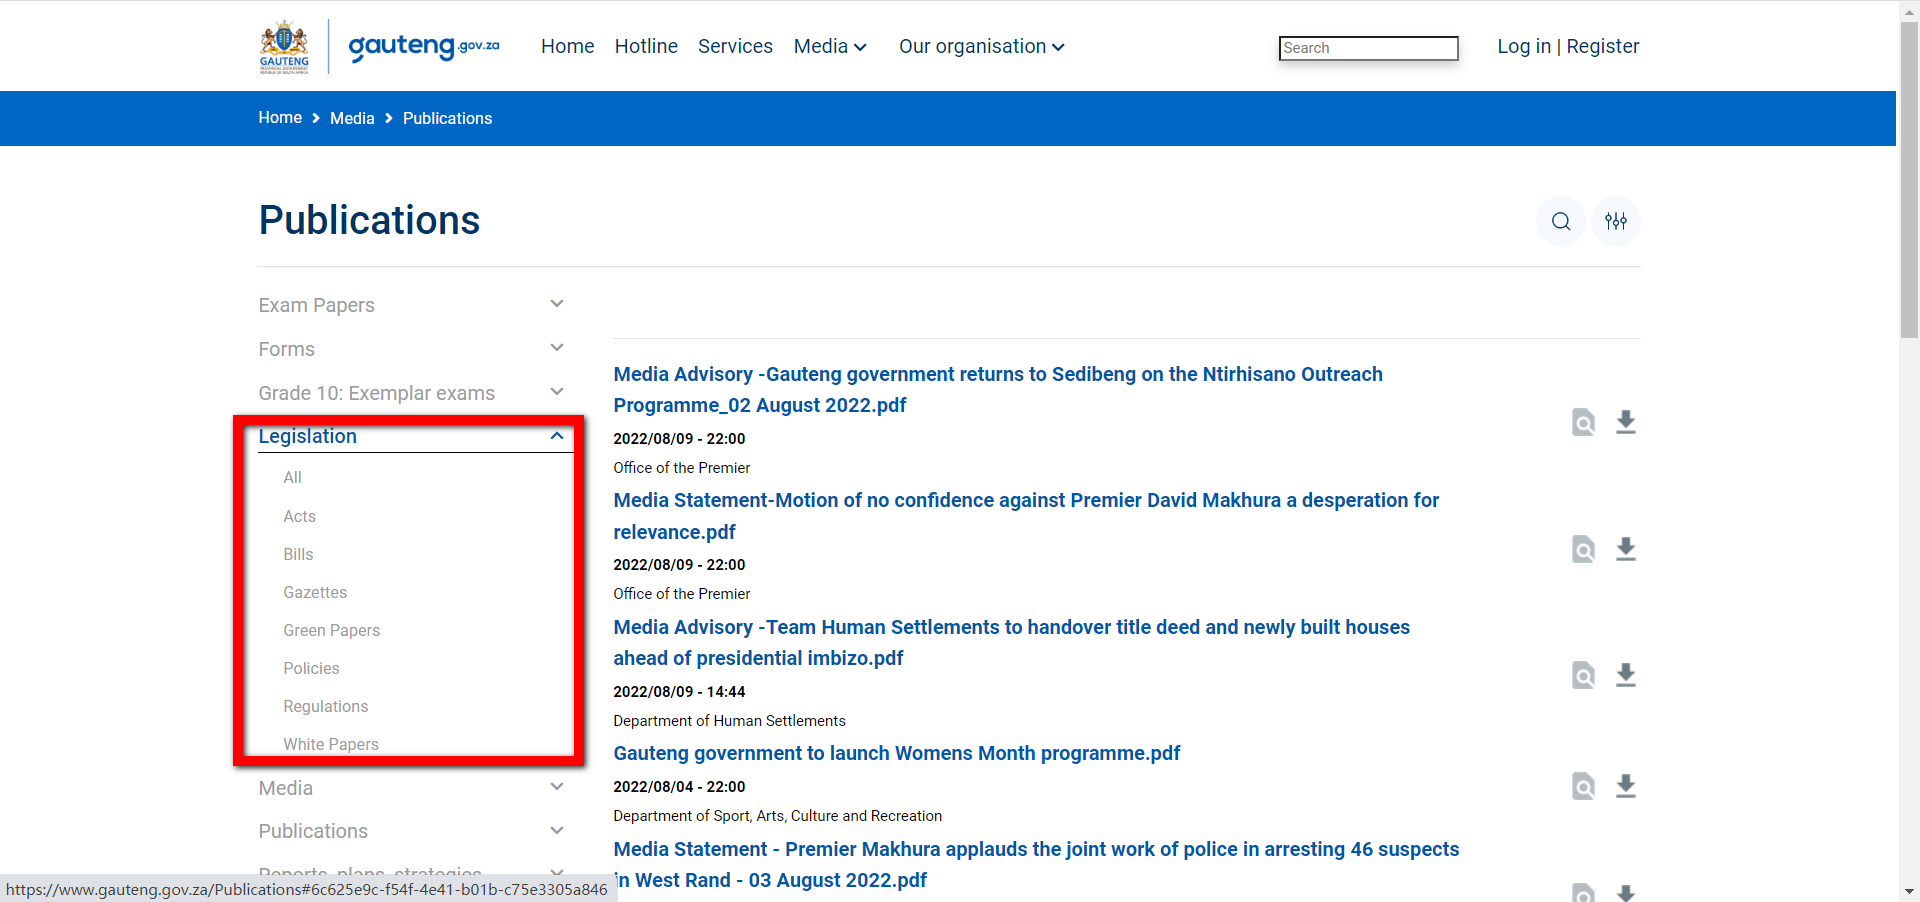 GAUTENG
gauteng.gov.za
Home
Hotline
Services
Media
Our organisation
Search
Log in | Register
Home
Media
Publications
Publications
Exam Papers
Forms
Grade 10: Exemplar exams
Legislation
All
Acts
Bills
Gazettes
Green Papers
Policies
Regulations
White Papers
Media
Publications
Reports, plans, strategies
Media Advisory -Gauteng government returns to Sedibeng on the Ntirhisano Outreach
Programme_02 August 2022.pdf
2022/08/09 - 22:00
Office of the Premier
Media Statement-Motion of no confidence against Premier David Makhura a desperation for
relevance.pdf
2022/08/09 - 22:00
Office of the Premier
Media Advisory -Team Human Settlements to handover title deed and newly built houses
ahead of presidential imbizo.pdf
2022/08/09 - 14:44
Department of Human Settlements
Gauteng government to launch Womens Month programme.pdf
2022/08/04 - 22:00
Department of Sport, Arts, Culture and Recreation
Media Statement - Premier Makhura applauds the joint work of police in arresting 46 suspects
in West Rand - 03 August 2022.pdf
https://www.gauteng.gov.za/Publications#6c625e9c-f54f-4e41-b01b-c75e3305a846